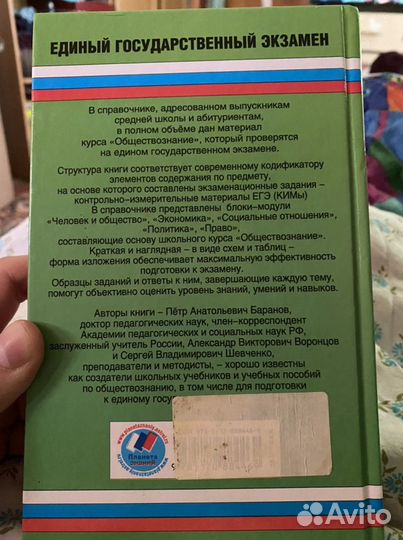 ЕДИНЫЙ ГОСУДАРСТВЕННЫЙ ЭКЗАМЕН
В справочнике, адресованном выпускникам
средней школы и абитуриентам,
в полном объёме дан материал
курса «Обществознание», который проверятся
на едином государственном экзамене.
Структура книги соответствует современному кодификатору
элементов содержания по предмету,
на основе которого составлены экзаменационные задания –
контрольно–измерительные материалы ЕГЭ (КИМы)
В справочнике представлены блоки–модули
«Человек и общество», «Экономика», «Социальные отношения»,
«Политика», «Право»,
составляющие основу школьного курса «Обществознание».
Краткая и наглядная – в виде схем и таблиц –
форма изложения обеспечивает максимальную эффективность
подготовки к экзамену.
Образцы заданий и ответы к ним, завершающие каждую тему,
помогут объективно оценить уровень знаний, умений и навыков.
Авторы книги – Пётр Анатольевич Баранов,
доктор педагогических наук, член–корреспондент
Академии педагогических и социальных наук РФ,
заслуженный учитель России, Александр Викторович Воронцов
и Сергей Владимирович Шевченко,
преподаватели и методисты, – хорошо известны
как создатели школьных учебников и учебных пособий
по обществознанию, в том числе для подготовки
к единому госу
www.planetaznaniy.astrel.ru
Планета
знаний
Avito